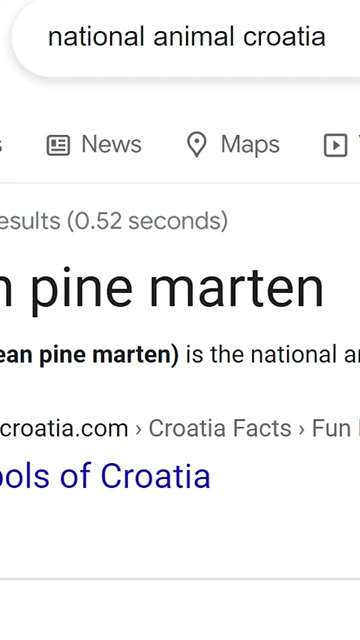 national animal croatia
s News Maps
esults (0.52 seconds)
n pine marten
ean pine marten) is the national a
croatia.com › Croatia Facts › Fun
ools of Croatia